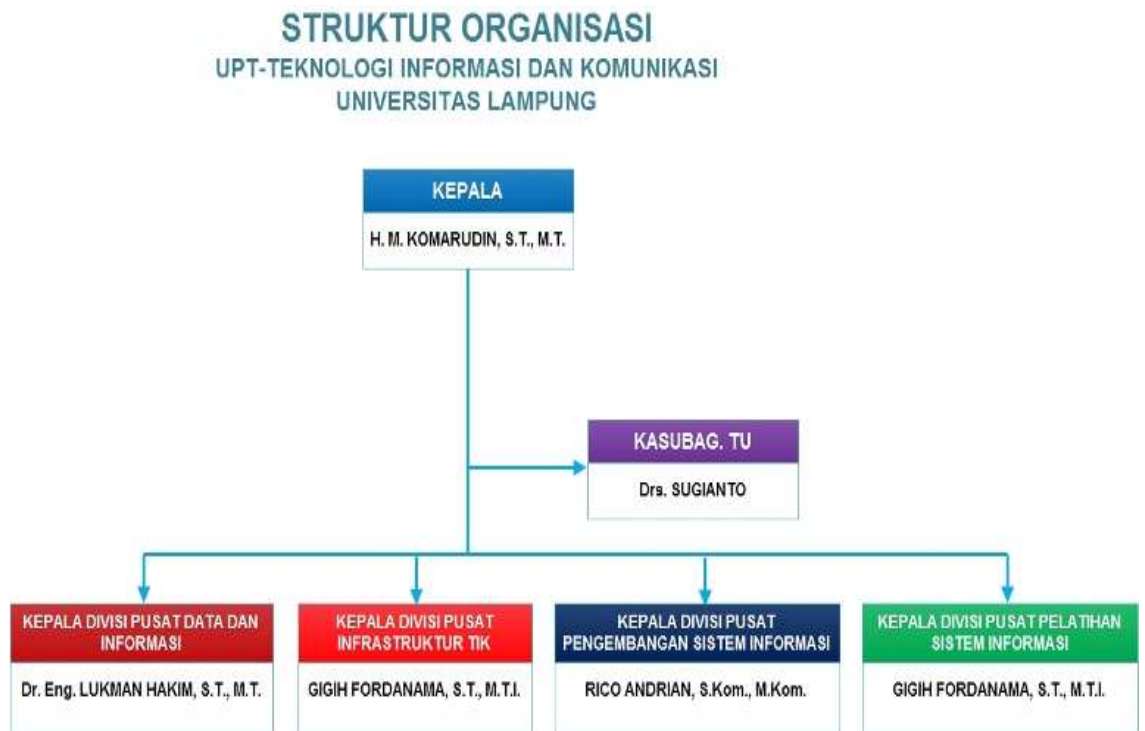 STRUKTUR ORGANISASI
UPT-TEKNOLOGI INFORMASI DAN KOMUNIKASI
UNIVERSITAS LAMPUNG
KEPALA
H. M. KOMARUDIN, S.T., M.T.
KASUBAG. TU
Drs. SUGIANTO
KEPALA DIVISI PUSAT DATA DAN
INFORMASI
Dr. Eng. LUKMAN HAKIM, S.T., M.T.
KEPALA DIVISI PUSAT
INFRASTRUKTUR TIK
GIGIH FORDANAMA, S.T., M.T.I.
KEPALA DIVISI PUSAT
PENGEMBANGAN SISTEM INFORMASI
RICO ANDRIAN, S.Kom., M.Kom.
KEPALA DIVISI PUSAT PELATIHAN
SISTEM INFORMASI
GIGIH FORDANAMA, S.T., M.T.I.